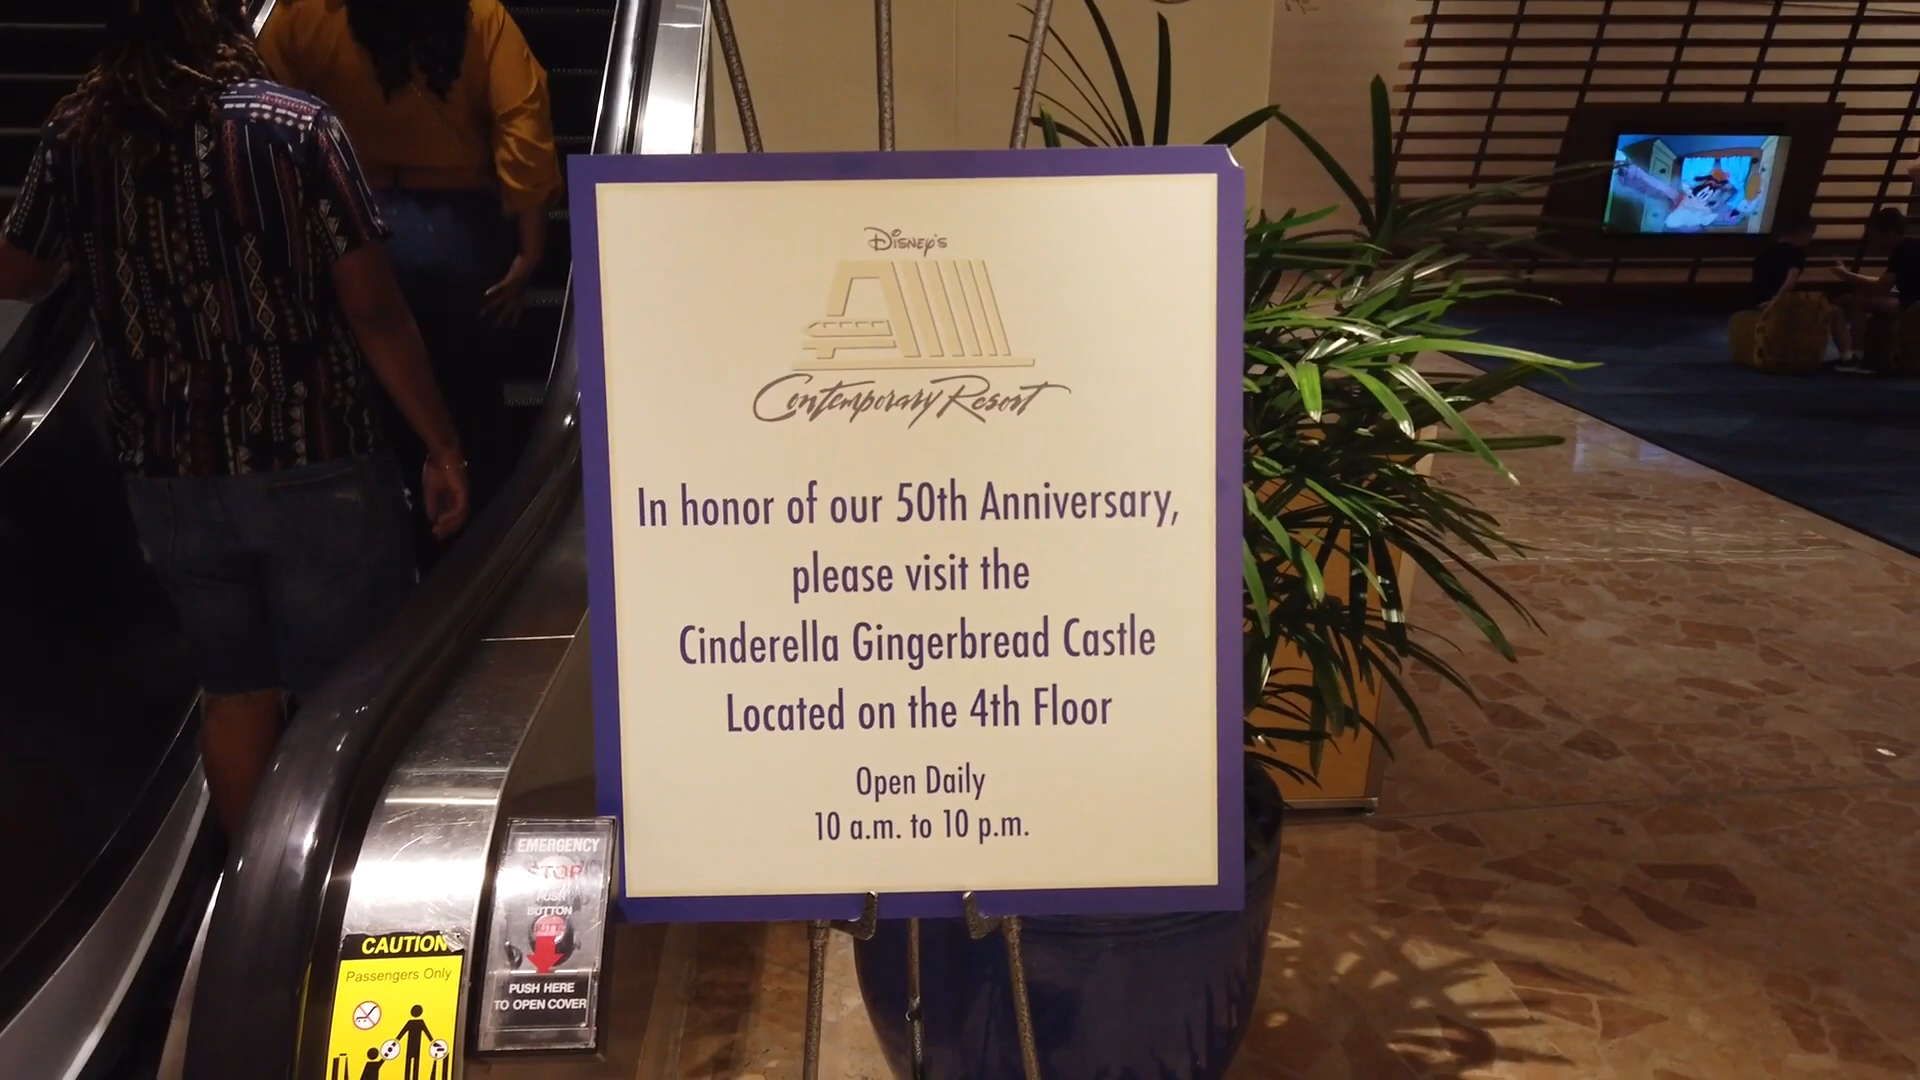 Disney's
Contemporary Resort
In honor of our 50th Anniversary,
please visit the
Cinderella Gingerbread Castle
Located on the 4th Floor
Open Daily
10 a.m. to 10 p.m.
EMERGENCY
STOP
PUSH
BUTTON
PUSH HERE
TO OPEN COVER
CAUTION
Passengers Only